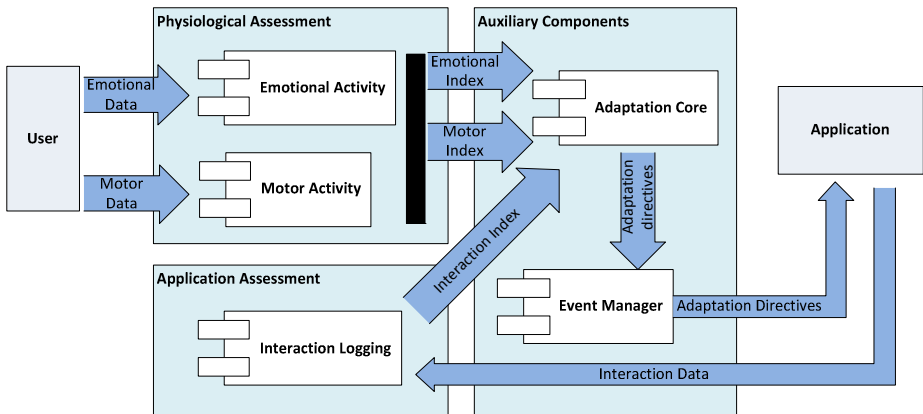 Physiological Assessment
Auxiliary Components
Emotional
Data
Emotional Activity
Emotional
Index
Adaptation Core
User
Application
Motor
Data
Motor Activity
Motor
Index
Adaptation
directives
Interaction Index
Application Assessment
Event Manager
Adaptation Directives
Interaction Logging
Interaction Data